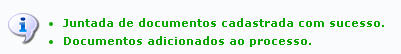 Juntada de documentos cadastrada com sucesso.
Documentos adicionados ao processo.